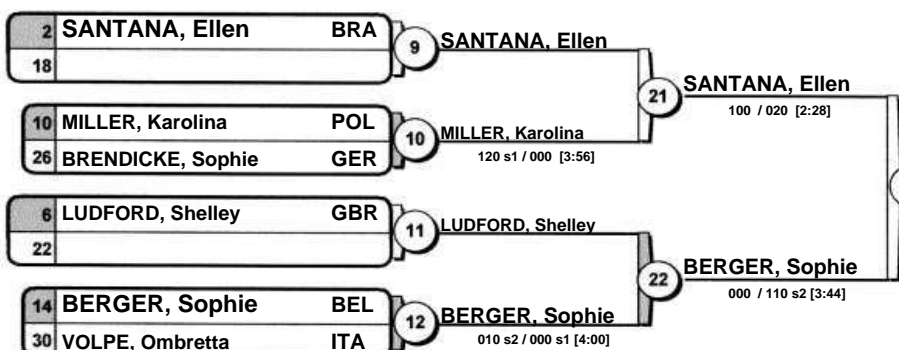 2 SANTANA, Ellen BRA
18
9 SANTANA, Ellen
10 MILLER, Karolina POL
26 BRENDICKE, Sophie GER
10 MILLER, Karolina
120 s1 / 000 [3:56]
21 SANTANA, Ellen
100 / 020 [2:28]
6 LUDFORD, Shelley GBR
22
11 LUDFORD, Shelley
14 BERGER, Sophie BEL
30 VOLPE, Ombretta ITA
12 BERGER, Sophie
010 s2 / 000 s1 [4:00]
22 BERGER, Sophie
000 / 110 s2 [3:44]